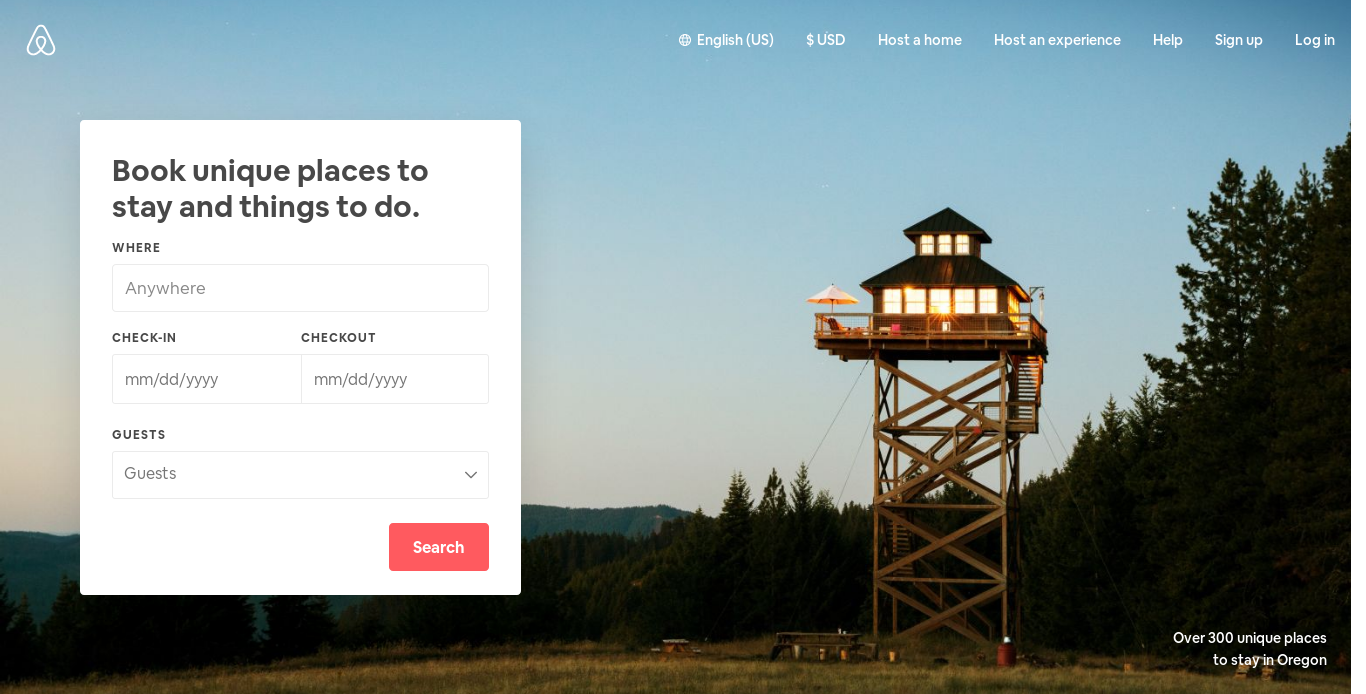 English (US) $ USD Host a home Host an experience Help Sign up Log in
Book unique places to
stay and things to do.
WHERE
Anywhere
CHECK-IN CHECKOUT
mm/dd/yyyy mm/dd/yyyy
GUESTS
Guests
Search
Over 300 unique places
to stay in Oregon